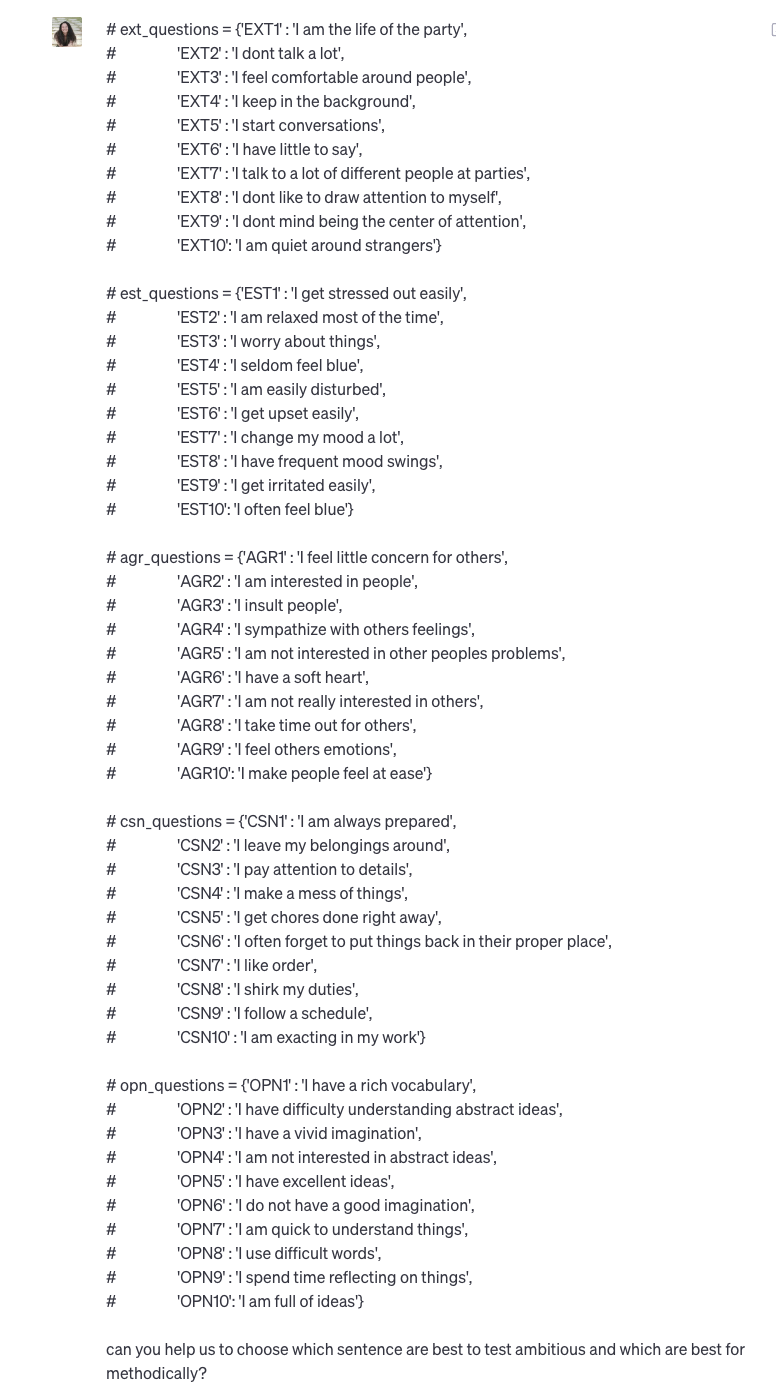 # ext_questions = {'EXT1' : 'I am the life of the party',
# 'EXT2' : 'I dont talk a lot',
# 'EXT3' : 'I feel comfortable around people',
# 'EXT4' : 'I keep in the background',
# 'EXT5' : 'I start conversations',
# 'EXT6' : 'I have little to say',
# 'EXT7' : 'I talk to a lot of different people at parties',
# 'EXT8' : 'I dont like to draw attention to myself',
# 'EXT9' : 'I dont mind being the center of attention',
# 'EXT10': 'I am quiet around strangers'}
# est_questions = {'EST1' : 'I get stressed out easily',
# 'EST2' : 'I am relaxed most of the time',
# 'EST3' : 'I worry about things',
# 'EST4' : 'I seldom feel blue',
# 'EST5' : 'I am easily disturbed',
# 'EST6' : 'I get upset easily',
# 'EST7' : 'I change my mood a lot',
# 'EST8' : 'I have frequent mood swings',
# 'EST9' : 'I get irritated easily',
# 'EST10': 'I often feel blue'}
# agr_questions = {'AGR1' : 'I feel little concern for others',
# 'AGR2' : 'I am interested in people',
# 'AGR3' : 'I insult people',
# 'AGR4' : 'I sympathize with others feelings',
# 'AGR5' : 'I am not interested in other peoples problems',
# 'AGR6' : 'I have a soft heart',
# 'AGR7' : 'I am not really interested in others',
# 'AGR8' : 'I take time out for others',
# 'AGR9' : 'I feel others emotions',
# 'AGR10': 'I make people feel at ease'}
# csn_questions = {'CSN1' : 'I am always prepared',
# 'CSN2' : 'I leave my belongings around',
# 'CSN3' : 'I pay attention to details',
# 'CSN4' : 'I make a mess of things',
# 'CSN5' : 'I get chores done right away',
# 'CSN6' : 'I often forget to put things back in their proper place',
# 'CSN7' : 'I like order',
# 'CSN8' : 'I shirk my duties',
# 'CSN9' : 'I follow a schedule',
# 'CSN10' : 'I am exacting in my work'}
# opn_questions = {'OPN1' : 'I have a rich vocabulary',
# 'OPN2' : 'I have difficulty understanding abstract ideas',
# 'OPN3' : 'I have a vivid imagination',
# 'OPN4' : 'I am not interested in abstract ideas',
# 'OPN5' : 'I have excellent ideas',
# 'OPN6' : 'I do not have a good imagination',
# 'OPN7' : 'I am quick to understand things',
# 'OPN8' : 'I use difficult words',
# 'OPN9' : 'I spend time reflecting on things',
# 'OPN10': 'I am full of ideas'}
can you help us to choose which sentence are best to test ambitious and which are best for
methodically?